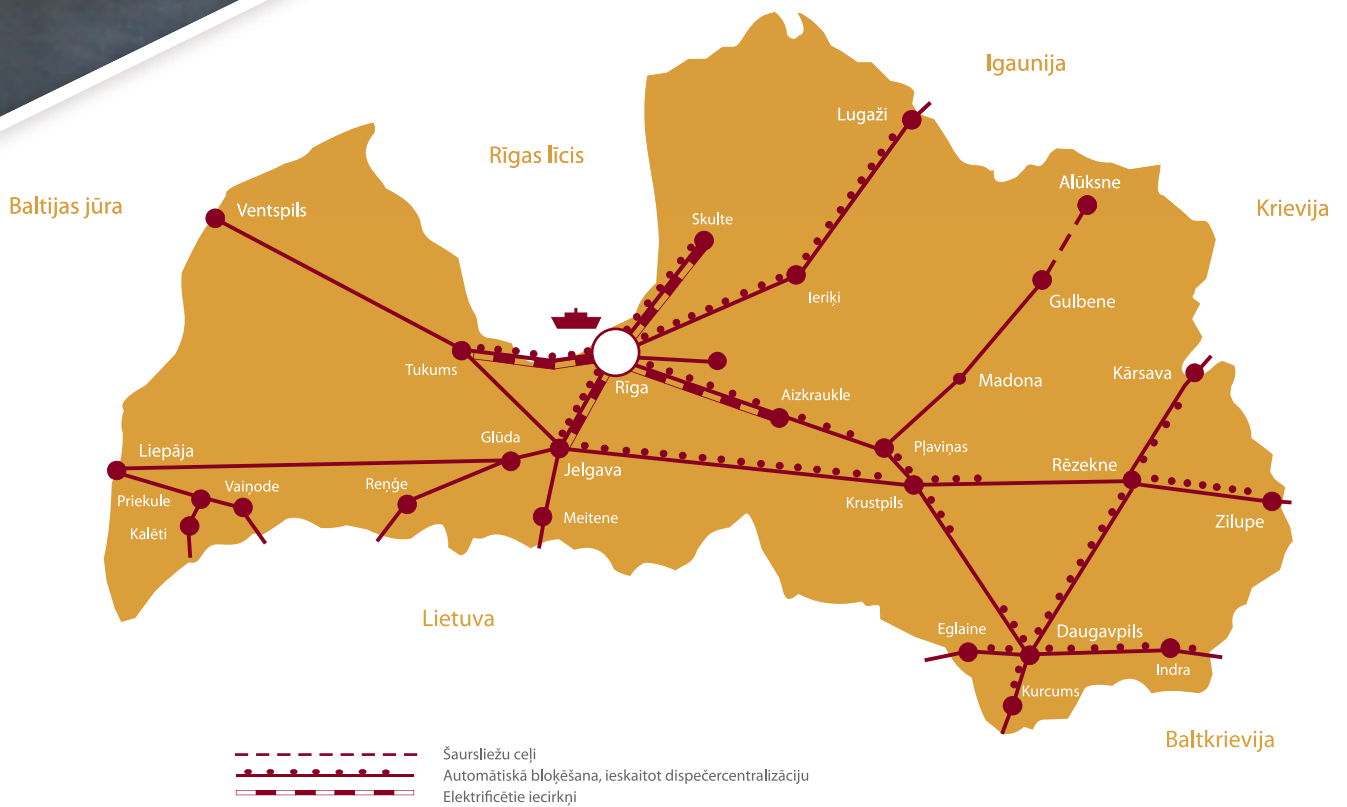 Igaunija
Lugaži
Rīgas līcis
Alūksne
Baltijas jūra
Ventspils
Krievija
Skulte
Ieriķi
Gulbene
Tukums
Rīga
Madona
Kārsava
Aizkraukle
Glūda
Liepāja
Jelgava
Pļaviņas
Rēzekne
Priekule
Vaiņode
Reņģe
Krustpils
Meitene
Zilupe
Kalēti
Lietuva
Eglaine
Daugavpils
Indra
Kurcums
Baltkrievija
Šaursliežu ceļi
Automātiskā bloķēšana, ieskaitot dispečercentralizāciju
Elektrificētie iecirkņi